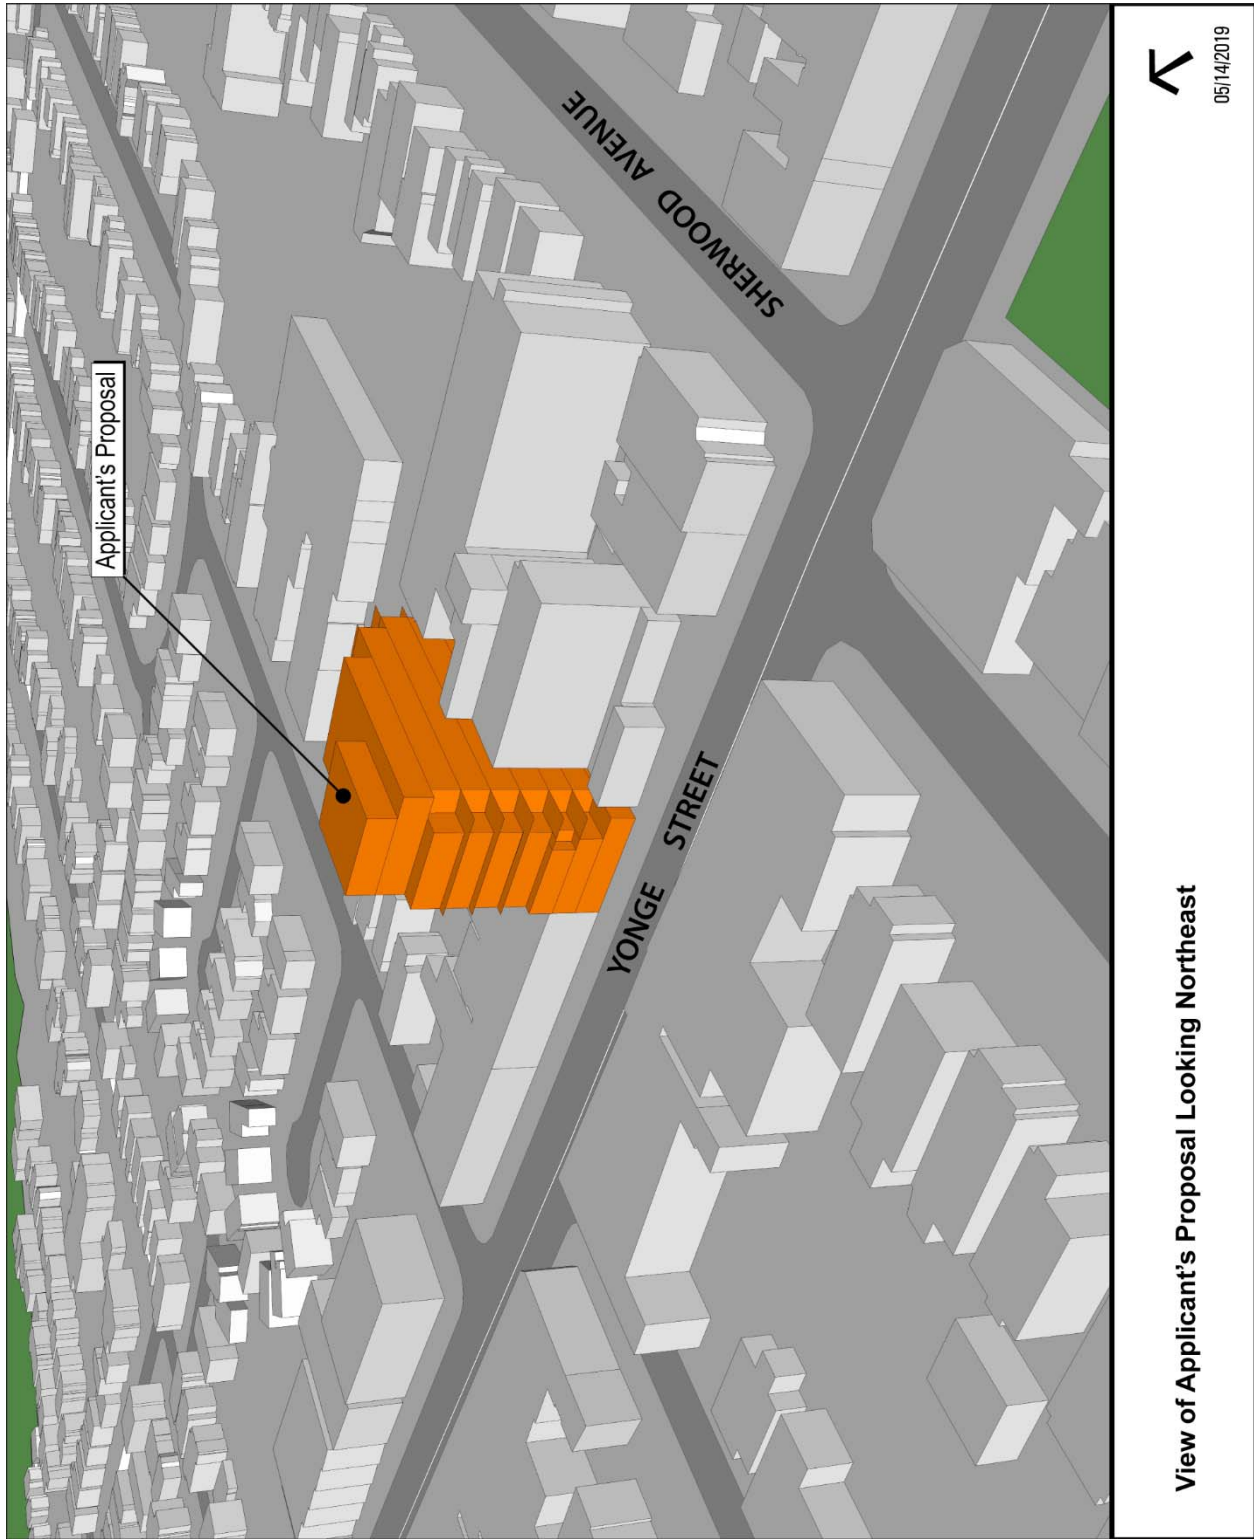 Applicant's Proposal
SHERWOOD AVENUE
YONGE STREET
View of Applicant's Proposal Looking Northeast
05/14/2019